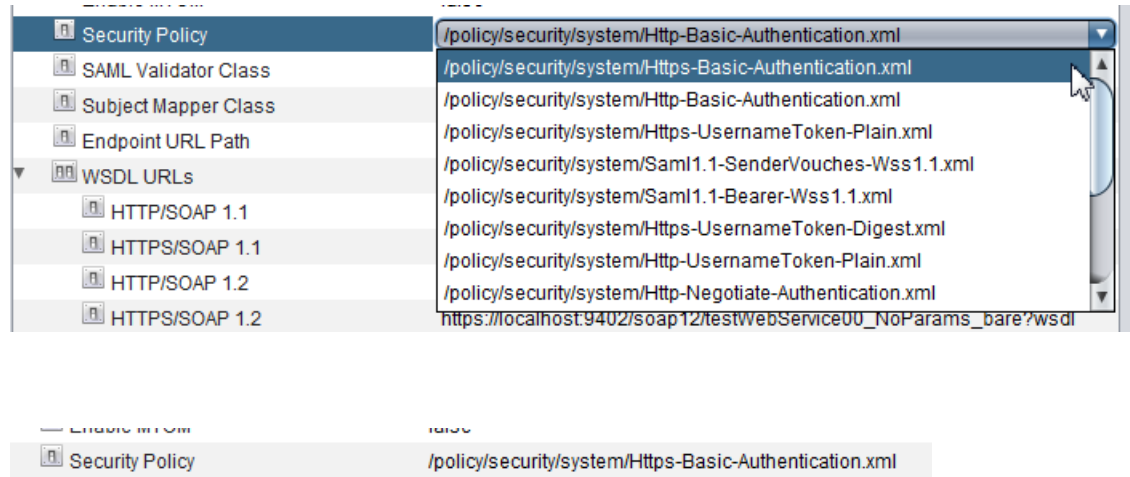 Security Policy /policy/security/system/Http-Basic-Authentication.xml
SAML Validator Class /policy/security/system/Https-Basic-Authentication.xml
Subject Mapper Class /policy/security/system/Http-Basic-Authentication.xml
Endpoint URL Path /policy/security/system/Https-UsernameToken-Plain.xml
WSDL URLs /policy/security/system/Saml1.1-SenderVouches-Wss1.1.xml
HTTP/SOAP 1.1 /policy/security/system/Saml1.1-Bearer-Wss1.1.xml
HTTPS/SOAP 1.1 /policy/security/system/Https-UsernameToken-Digest.xml
/policy/security/system/Http-UsernameToken-Plain.xml
HTTP/SOAP 1.2 /policy/security/system/Http-Negotiate-Authentication.xml
HTTPS/SOAP 1.2 https://localhost:9402/soap12/testWebService00_NoParams_bare?wsdl
Enable MTOM false
Security Policy /policy/security/system/Https-Basic-Authentication.xml